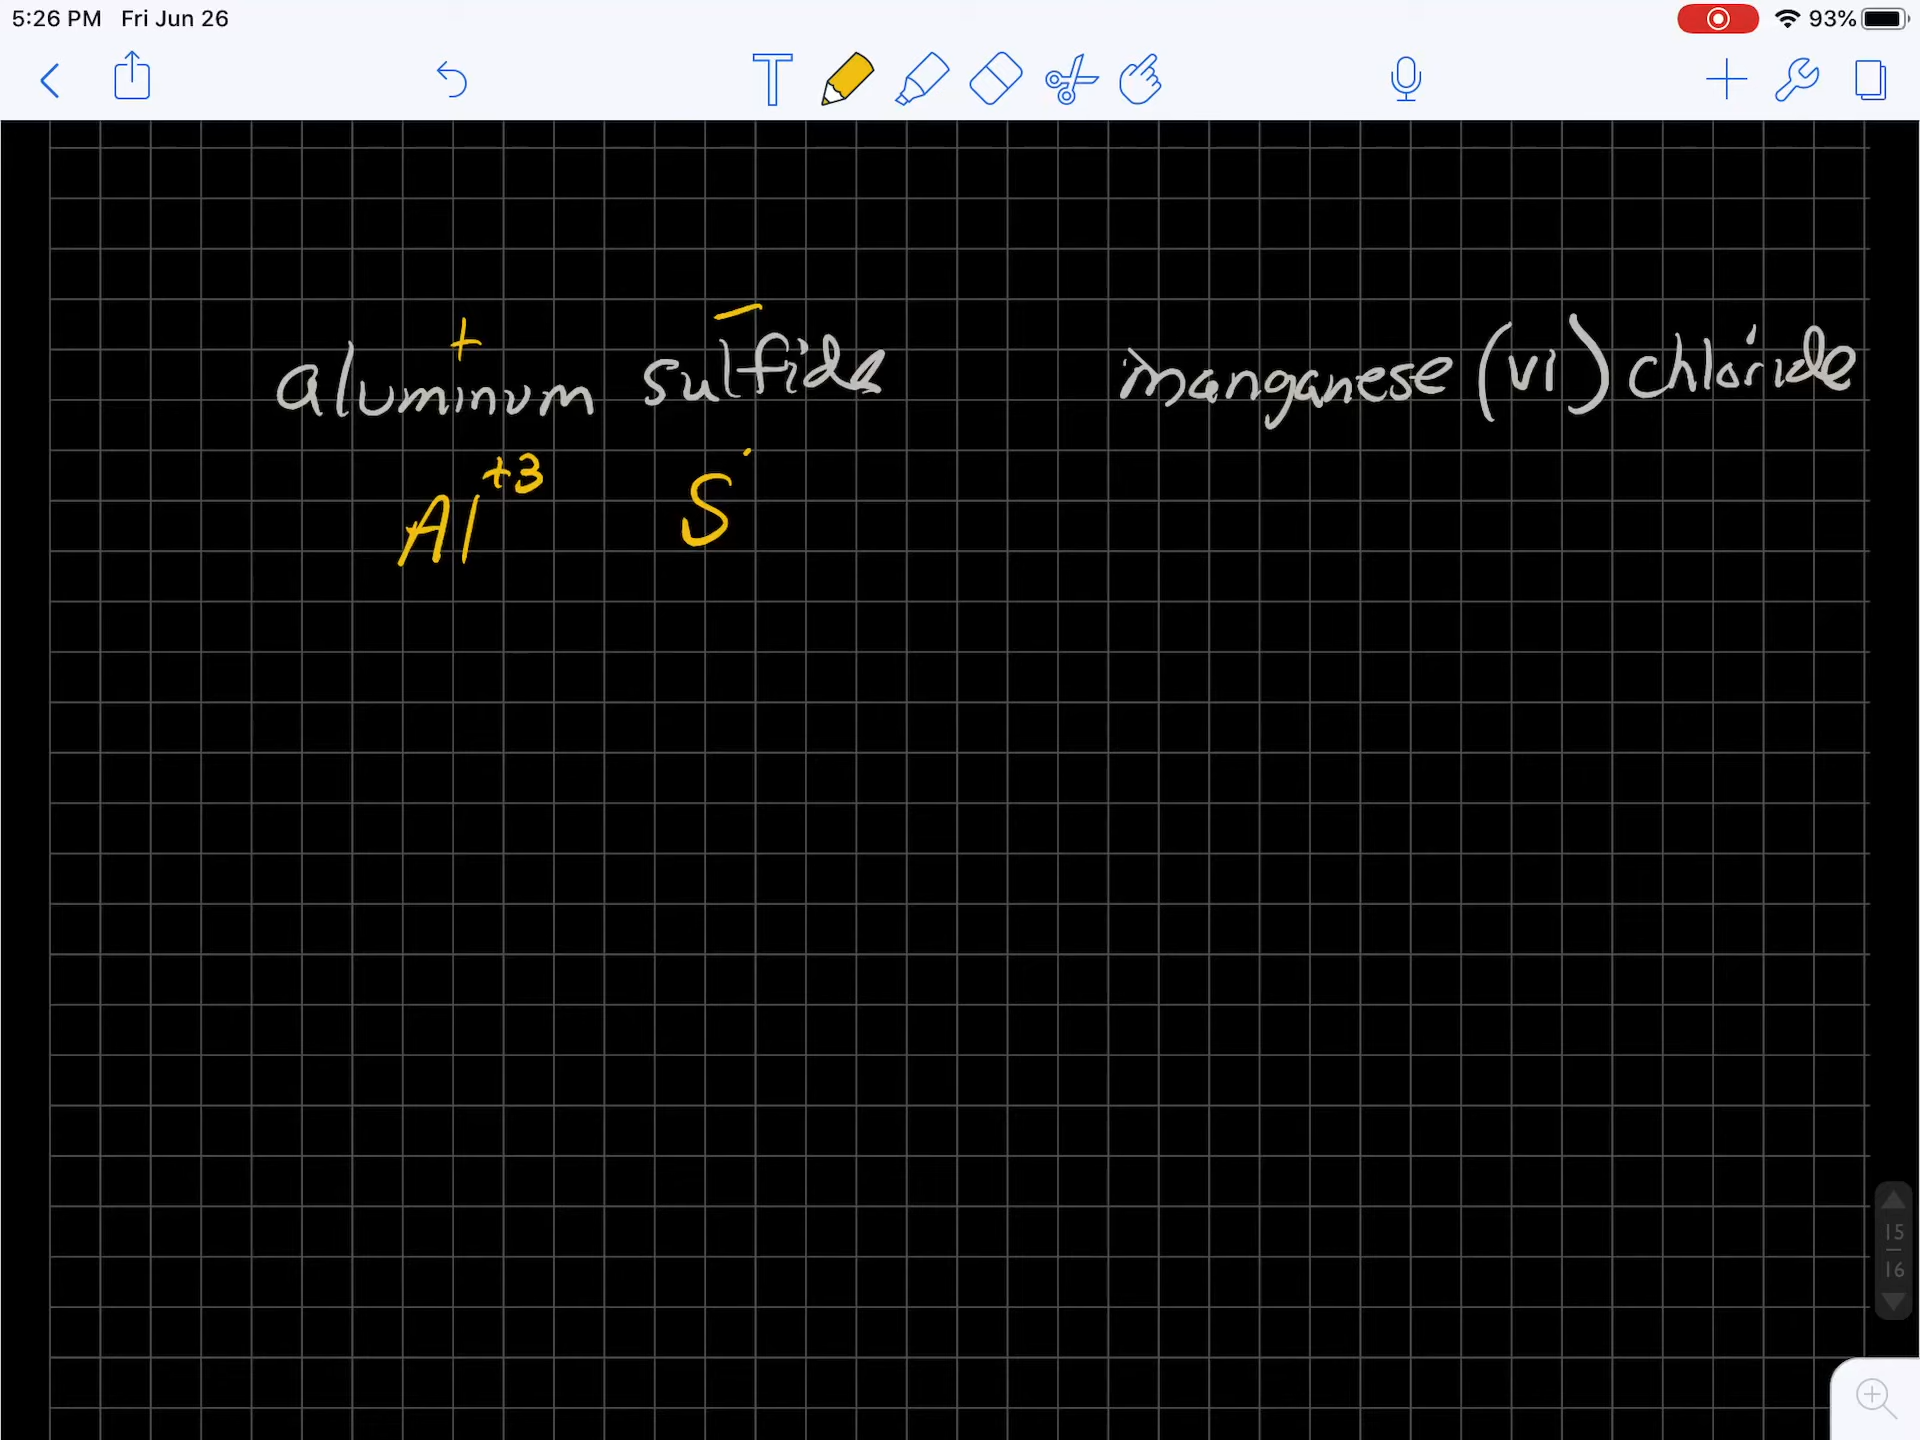 5:26 PM Fri Jun 26 93%
T
+ −
aluminum sulfide manganese (VI) chloride
Al+3 S
15
16